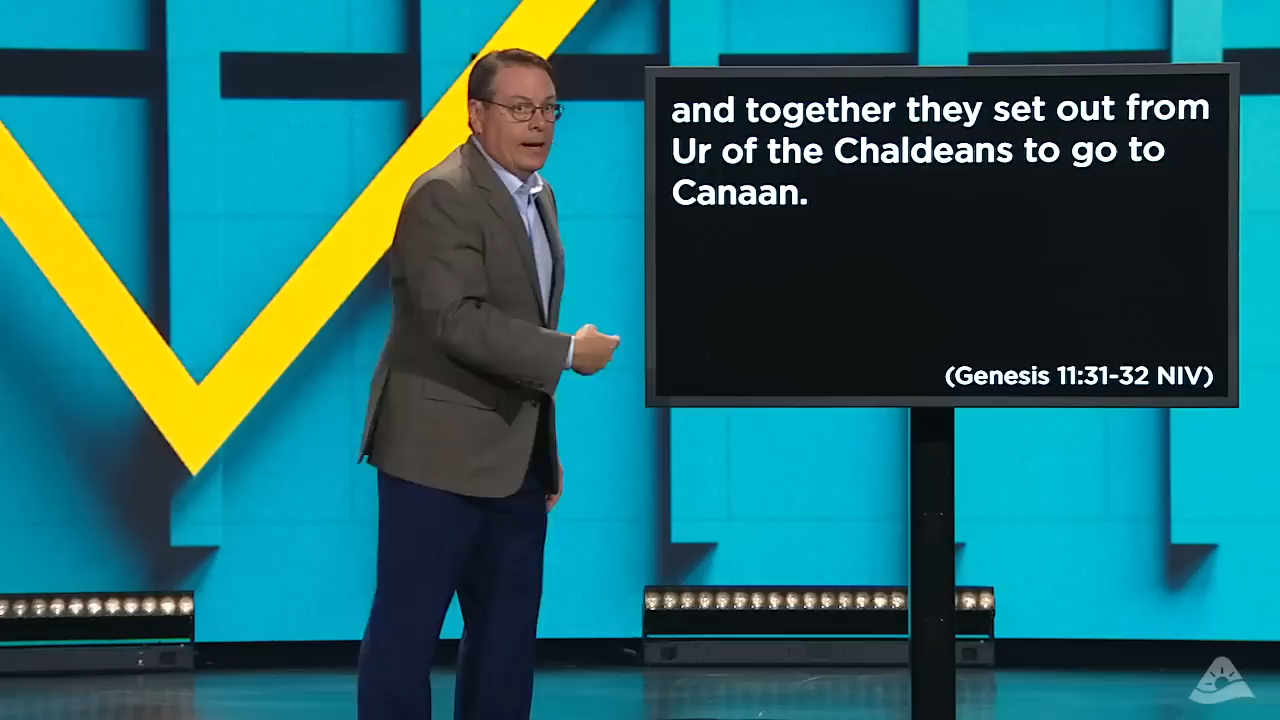 and together they set out from
Ur of the Chaldeans to go to
Canaan.
(Genesis 11:31-32 NIV)